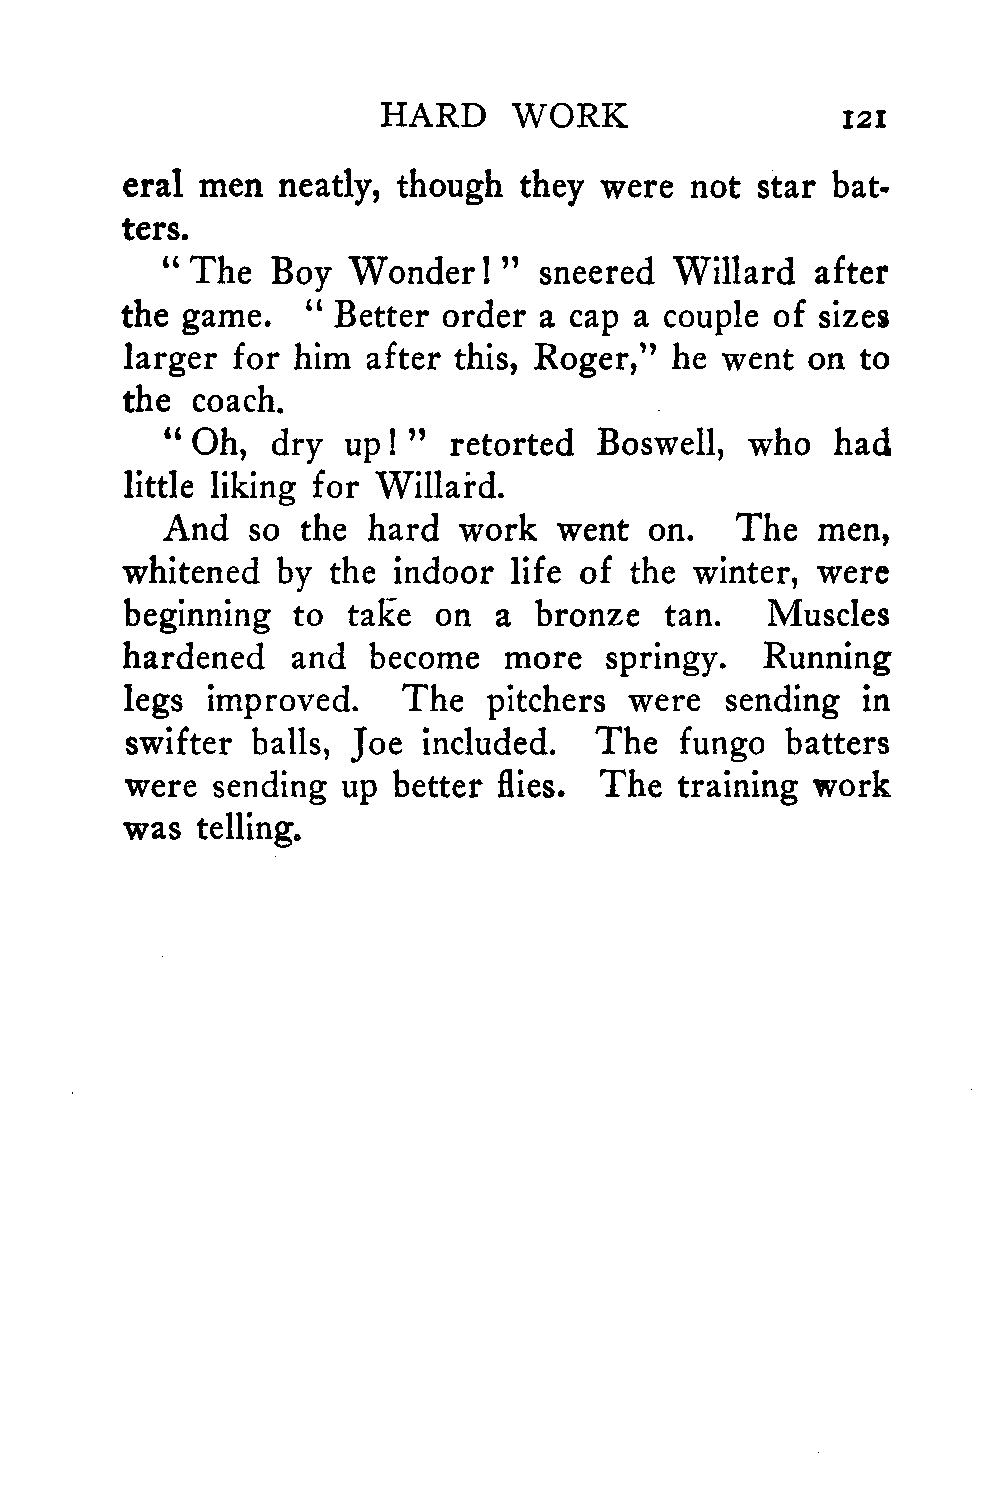 HARD WORK 121
eral men neatly, though they were not star bat-
ters.
" The Boy Wonder! " sneered Willard after
the game. " Better order a cap a couple of sizes
larger for him after this, Roger," he went on to
the coach.
" Oh, dry up! " retorted Boswell, who had
little liking for Willard.
And so the hard work went on. The men,
whitened by the indoor life of the winter, were
beginning to take on a bronze tan. Muscles
hardened and become more springy. Running
legs improved. The pitchers were sending in
swifter balls, Joe included. The fungo batters
were sending up better flies. The training work
was telling.